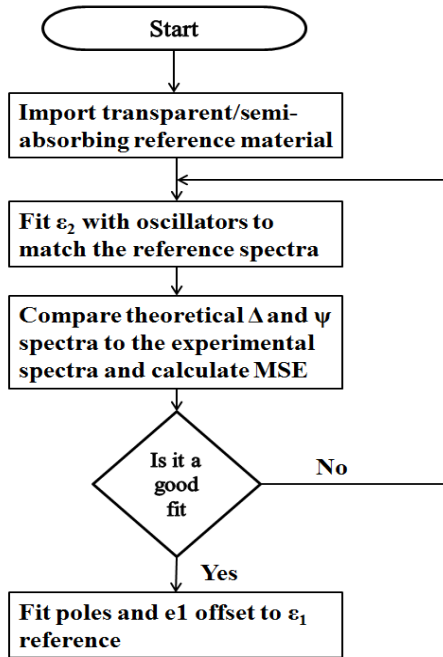 Start
Import transparent/semi-
absorbing reference material
Fit ε₂ with oscillators to
match the reference spectra
Compare theoretical Δ and ψ
spectra to the experimental
spectra and calculate MSE
Is it a
good
fit
No
Yes
Fit poles and e1 offset to ε₁
reference